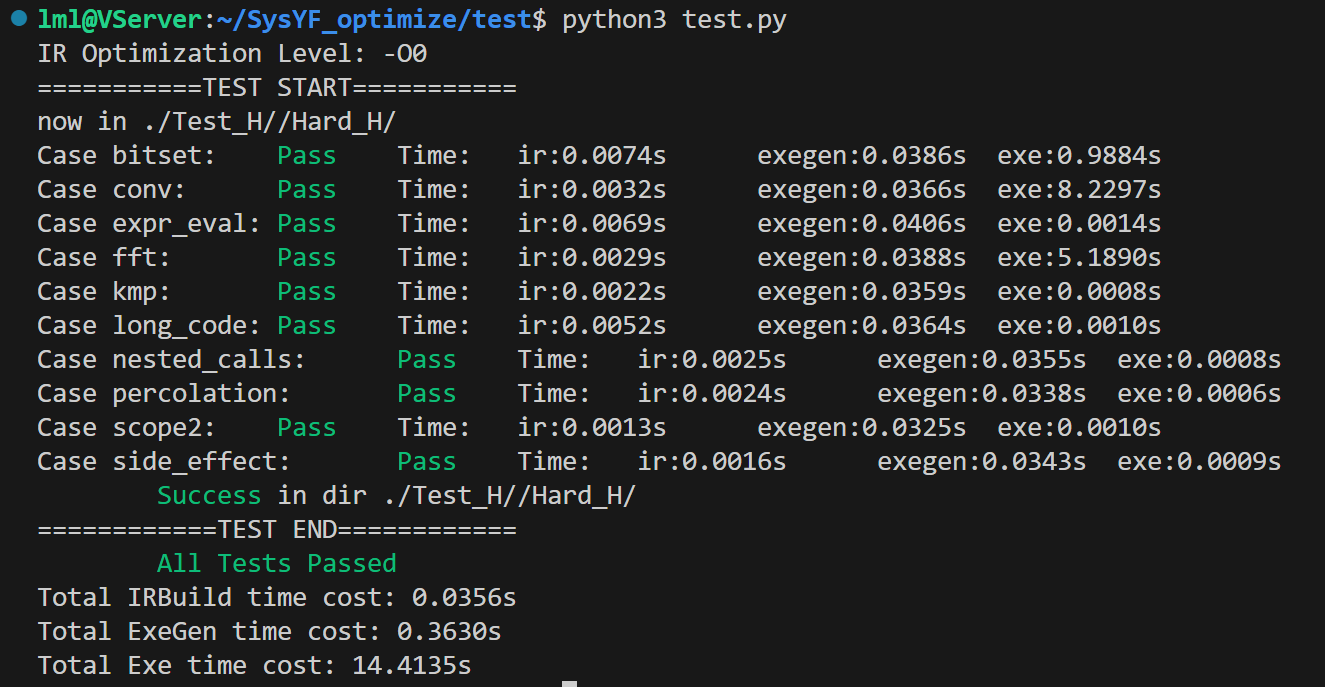 lml@VServer:~/SysYF_optimize/test$ python3 test.py
IR Optimization Level: -O0
===========TEST START===========
now in ./Test_H//Hard_H/
Case bitset:    Pass    Time:   ir:0.0074s      exegen:0.0386s  exe:0.9884s
Case conv:      Pass    Time:   ir:0.0032s      exegen:0.0366s  exe:8.2297s
Case expr_eval: Pass    Time:   ir:0.0069s      exegen:0.0406s  exe:0.0014s
Case fft:       Pass    Time:   ir:0.0029s      exegen:0.0388s  exe:5.1890s
Case kmp:       Pass    Time:   ir:0.0022s      exegen:0.0359s  exe:0.0008s
Case long_code: Pass    Time:   ir:0.0052s      exegen:0.0364s  exe:0.0010s
Case nested_calls:      Pass    Time:   ir:0.0025s      exegen:0.0355s  exe:0.0008s
Case percolation:       Pass    Time:   ir:0.0024s      exegen:0.0338s  exe:0.0006s
Case scope2:    Pass    Time:   ir:0.0013s      exegen:0.0325s  exe:0.0010s
Case side_effect:       Pass    Time:   ir:0.0016s      exegen:0.0343s  exe:0.0009s
        Success in dir ./Test_H//Hard_H/
============TEST END============
        All Tests Passed
Total IRBuild time cost: 0.0356s
Total ExeGen time cost: 0.3630s
Total Exe time cost: 14.4135s